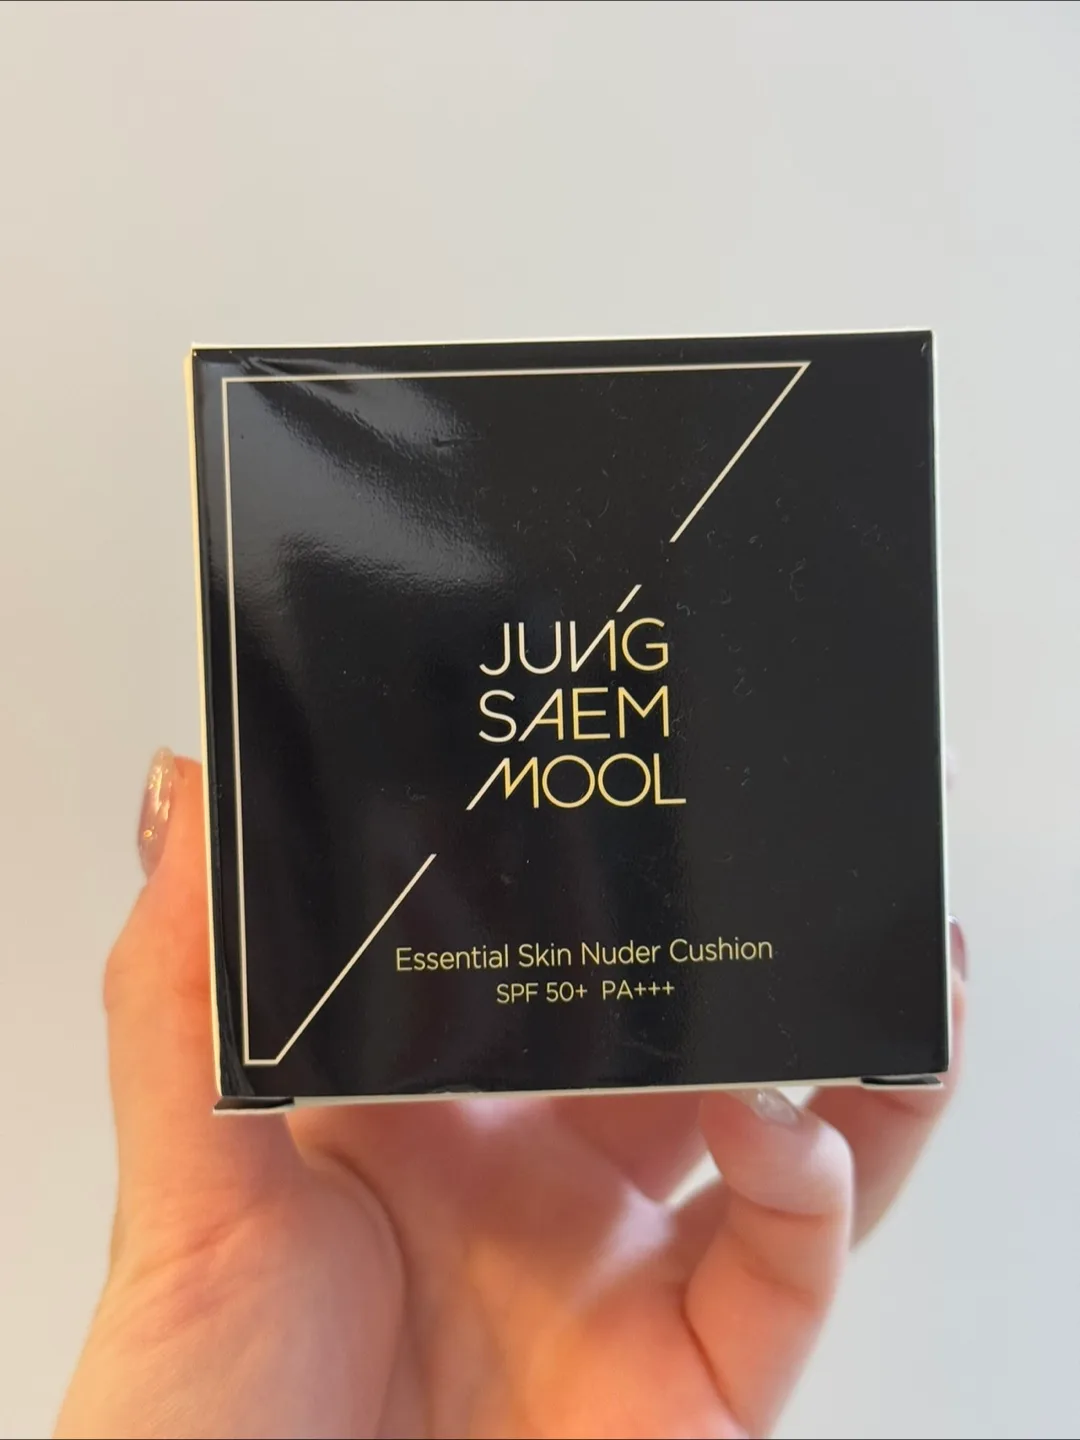 JUNG
SAEM
MOOL
Essential Skin Nuder Cushion
SPF 50+ PA+++